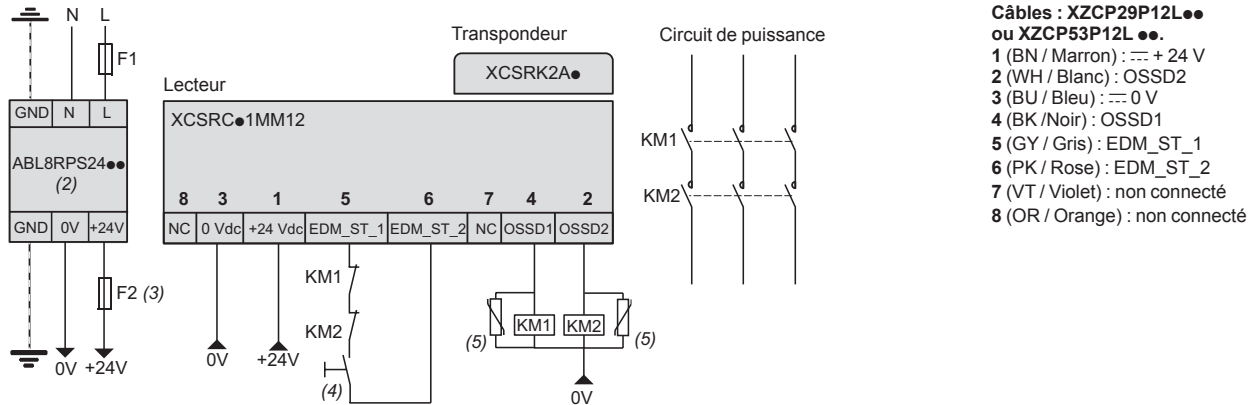 N L
F1
GND N L
ABL8RPS24●●
(2)
GND 0V +24V
F2 (3)
0V +24V
Lecteur
Transpondeur
XCSRK2A●
XCSRC●1MM12
8 3 1 5 6 7 4 2
NC 0 Vdc +24 Vdc EDM_ST_1 EDM_ST_2 NC OSSD1 OSSD2
KM1
KM2
(4)
0V
+24V
KM1 KM2
(5) (5)
0V
Circuit de puissance
KM1
KM2
Câbles : XZCP29P12L●●
ou XZCP53P12L ●●.
1 (BN / Marron) : ⎓ + 24 V
2 (WH / Blanc) : OSSD2
3 (BU / Bleu) : ⎓ 0 V
4 (BK /Noir) : OSSD1
5 (GY / Gris) : EDM_ST_1
6 (PK / Rose) : EDM_ST_2
7 (VT / Violet) : non connecté
8 (OR / Orange) : non connecté